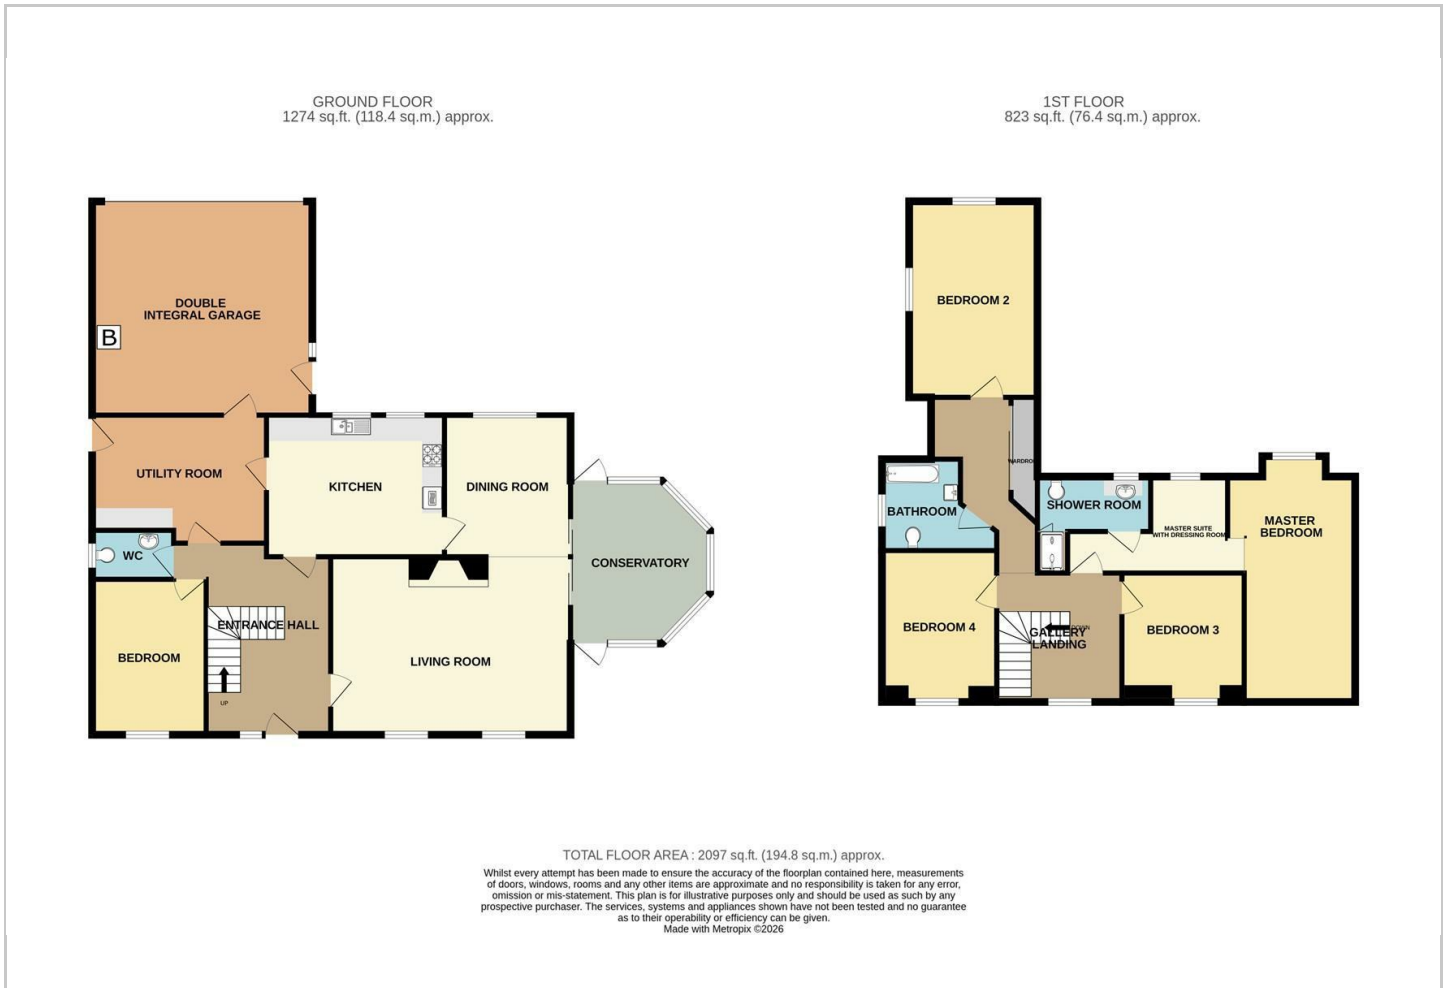 GROUND FLOOR
1274 sq.ft. (118.4 sq.m.) approx.
1ST FLOOR
823 sq.ft. (76.4 sq.m.) approx.
DOUBLE
INTEGRAL GARAGE
B
UTILITY ROOM
KITCHEN
DINING ROOM
WC
CONSERVATORY
ENTRANCE HALL
BEDROOM
LIVING ROOM
UP
BEDROOM 2
BATHROOM
SHOWER ROOM
MASTER SUITE
WITH DRESSING ROOM
MASTER
BEDROOM
BEDROOM 4
DOWN
GALLERY
LANDING
BEDROOM 3
TOTAL FLOOR AREA : 2097 sq.ft. (194.8 sq.m.) approx.
Whilst every attempt has been made to ensure the accuracy of the floorplan contained here, measurements
of doors, windows, rooms and any other items are approximate and no responsibility is taken for any error,
omission or mis-statement. This plan is for illustrative purposes only and should be used as such by any
prospective purchaser. The services, systems and appliances shown have not been tested and no guarantee
as to their operability or efficiency can be given.
Made with Metropix ©2026